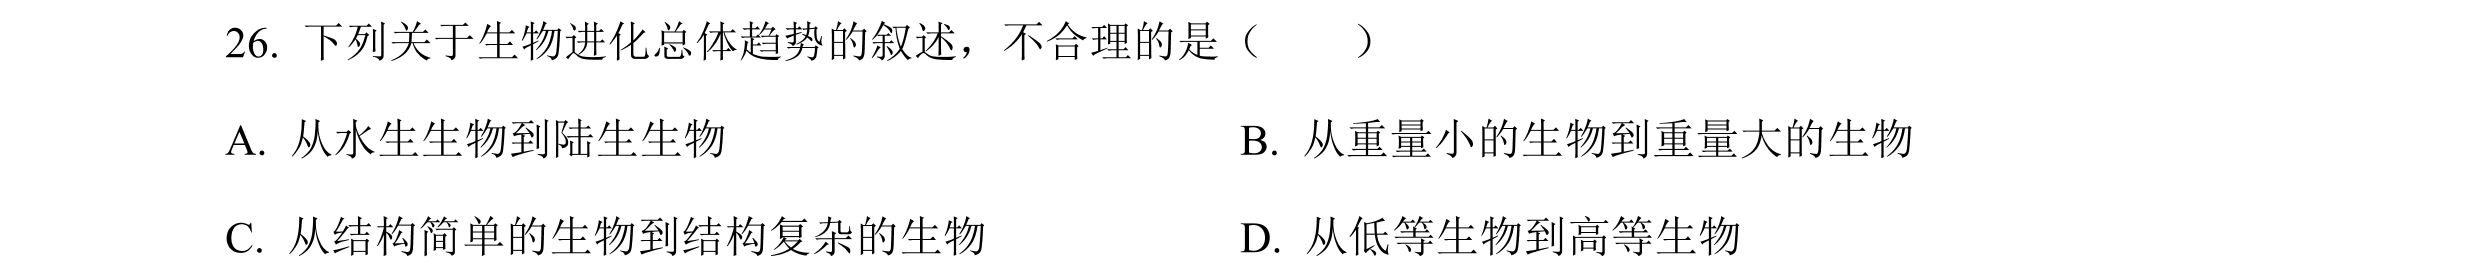 26. 下列关于生物进化总体趋势的叙述，不合理的是（　　）
A. 从水生生物到陆生生物　　B. 从重量小的生物到重量大的生物
C. 从结构简单的生物到结构复杂的生物　　D. 从低等生物到高等生物